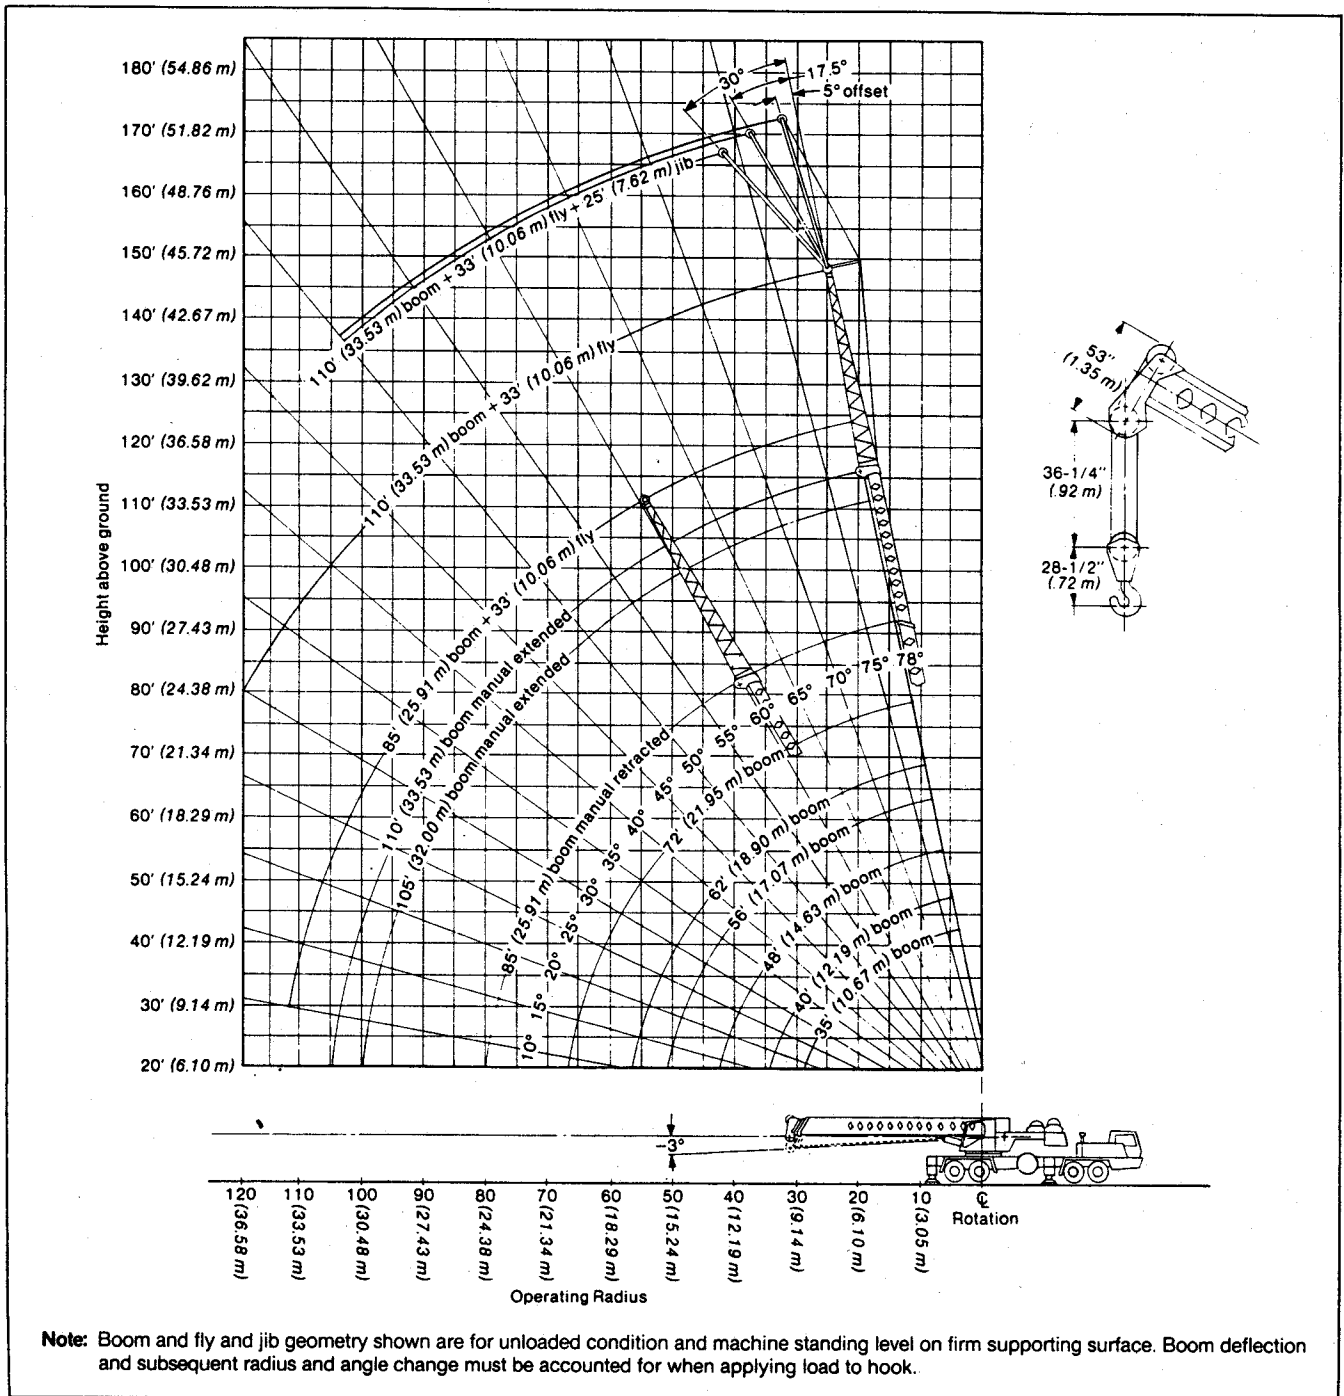 180' (54.86 m)
170' (51.82 m)
160' (48.76 m)
150' (45.72 m)
140' (42.67 m)
130' (39.62 m)
120' (36.58 m)
110' (33.53 m)
100' (30.48 m)
90' (27.43 m)
80' (24.38 m)
70' (21.34 m)
60' (18.29 m)
50' (15.24 m)
40' (12.19 m)
30' (9.14 m)
20' (6.10 m)
Height above ground
30°
17.5°
5° offset
110' (33.53 m) boom + 33' (10.06 m) fly + 25' (7.62 m) jib
110' (33.53 m) boom + 33' (10.06 m) fly
85' (25.91 m) boom + 33' (10.06 m) fly
110' (33.53 m) boom manual extended
105' (32.00 m) boom manual extended
85' (25.91 m) boom manual retracted
72' (21.95 m) boom
62' (18.90 m) boom
56' (17.07 m) boom
48' (14.63 m) boom
40' (12.19 m) boom
35' (10.67 m) boom
10° 15° 20° 25° 30° 35° 40° 45° 50° 55° 60° 65° 70° 75° 78°
53"
(1.35 m)
36-1/4"
(.92 m)
28-1/2"
(.72 m)
-3°
120 (36.58 m)
110 (33.53 m)
100 (30.48 m)
90 (27.43 m)
80 (24.38 m)
70 (21.34 m)
60 (18.29 m)
50 (15.24 m)
40 (12.19 m)
30 (9.14 m)
20 (6.10 m)
10 (3.05 m)
℄
Rotation
Operating Radius
Note: Boom and fly and jib geometry shown are for unloaded condition and machine standing level on firm supporting surface. Boom deflection
and subsequent radius and angle change must be accounted for when applying load to hook.